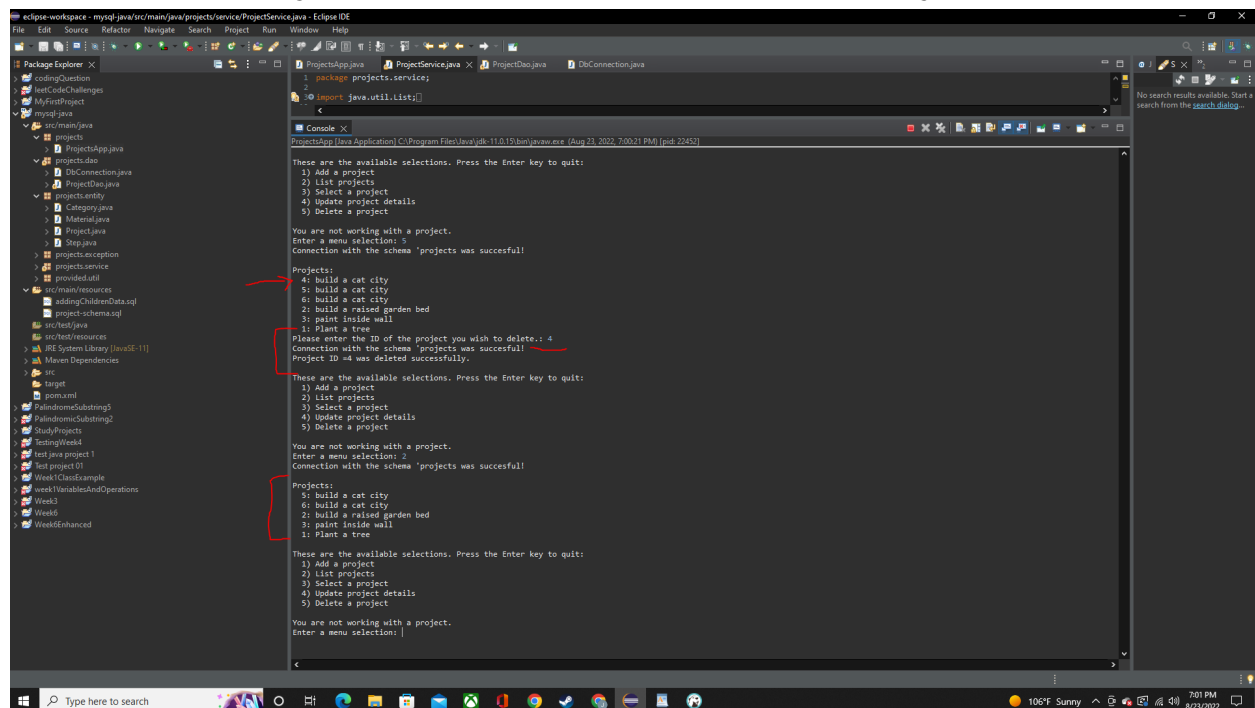 eclipse-workspace - mysql-java/src/main/java/projects/service/ProjectService.java - Eclipse IDE
File Edit Source Refactor Navigate Search Project Run Window Help
Package Explorer
codingQuestion
leetCodeChallenges
MyFirstProject
mysql-java
src/main/java
projects
ProjectsApp.java
projects.dao
DbConnection.java
ProjectDao.java
projects.entity
Category.java
Material.java
Project.java
Step.java
projects.exception
projects.service
provided.util
src/main/resources
addingChildrenData.sql
project-schema.sql
src/test/java
src/test/resources
JRE System Library [JavaSE-11]
Maven Dependencies
src
target
pom.xml
PalindromeSubstring5
PalindromicSubstring2
StudyProjects
TestingWeek4
test java project 1
Test project 01
Week1ClassExample
week1VariablesAndOperations
Week3
Week6
Week6Enhanced
ProjectsApp.java ProjectService.java ProjectDao.java DbConnection.java
1 package projects.service;
2
3 import java.util.List;
Console
ProjectsApp [Java Application] C:\Program Files\Java\jdk-11.0.15\bin\javaw.exe (Aug 23, 2022, 7:00:21 PM) [pid: 22452]
These are the available selections. Press the Enter key to quit:
1) Add a project
2) List projects
3) Select a project
4) Update project details
5) Delete a project
You are not working with a project.
Enter a menu selection: 5
Connection with the schema 'projects was succesful!
Projects:
4: build a cat city
5: build a cat city
6: build a cat city
2: build a raised garden bed
3: paint inside wall
1: Plant a tree
Please enter the ID of the project you wish to delete.: 4
Connection with the schema 'projects was succesful!
Project ID =4 was deleted successfully.
These are the available selections. Press the Enter key to quit:
1) Add a project
2) List projects
3) Select a project
4) Update project details
5) Delete a project
You are not working with a project.
Enter a menu selection: 2
Connection with the schema 'projects was succesful!
Projects:
5: build a cat city
6: build a cat city
2: build a raised garden bed
3: paint inside wall
1: Plant a tree
These are the available selections. Press the Enter key to quit:
1) Add a project
2) List projects
3) Select a project
4) Update project details
5) Delete a project
You are not working with a project.
Enter a menu selection:
J S
No search results available. Start a
search from the search dialog...
Type here to search
106°F Sunny
7:01 PM
8/23/2022